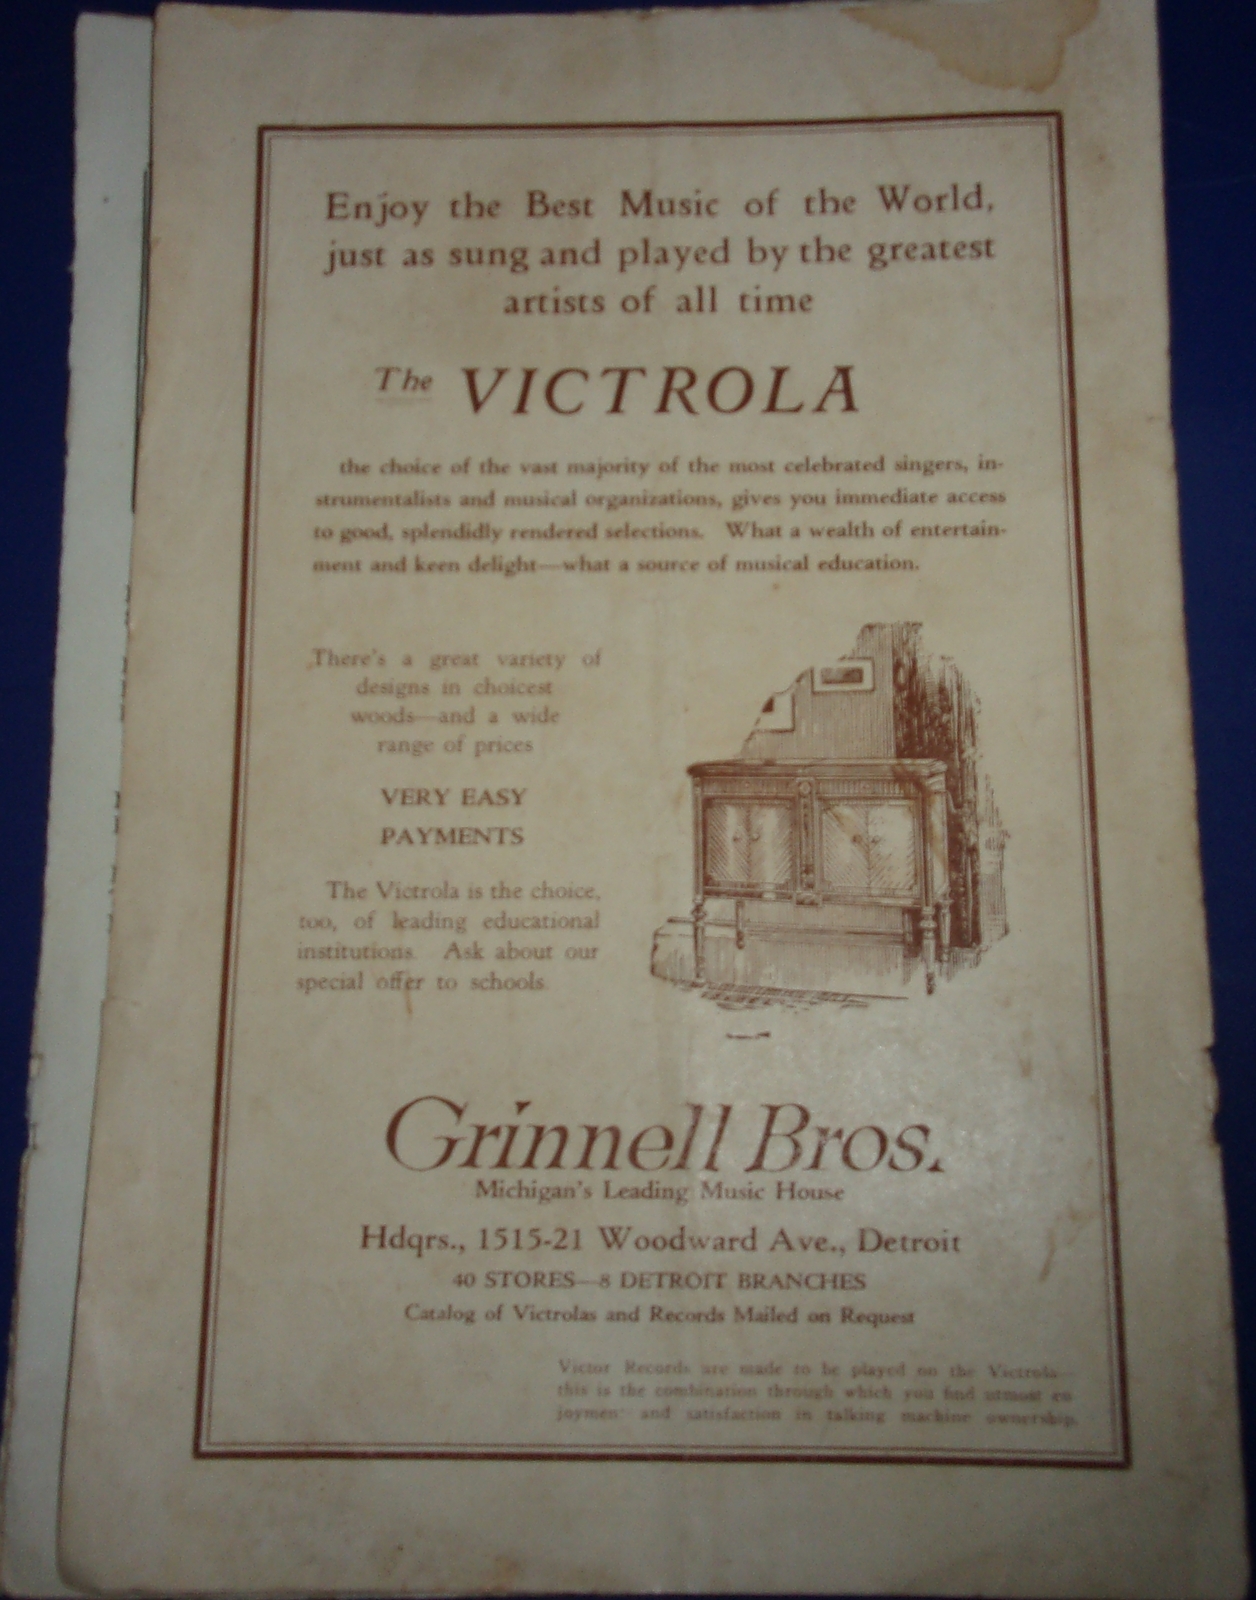 Enjoy the Best Music of the World,
just as sung and played by the greatest
artists of all time
The VICTROLA
the choice of the vast majority of the most celebrated singers, in-
strumentalists and musical organizations, gives you immediate access
to good, splendidly rendered selections. What a wealth of entertain-
ment and keen delight—what a source of musical education.
There's a great variety of
designs in choicest
woods—and a wide
range of prices
VERY EASY
PAYMENTS
The Victrola is the choice,
too, of leading educational
institutions. Ask about our
special offer to schools.
Grinnell Bros.
Michigan's Leading Music House
Hdqrs., 1515-21 Woodward Ave., Detroit
40 STORES—8 DETROIT BRANCHES
Catalog of Victrolas and Records Mailed on Request
Victor Records are made to be played on the Victrola—
this is the combination through which you find utmost en
joyment and satisfaction in talking machine ownership.